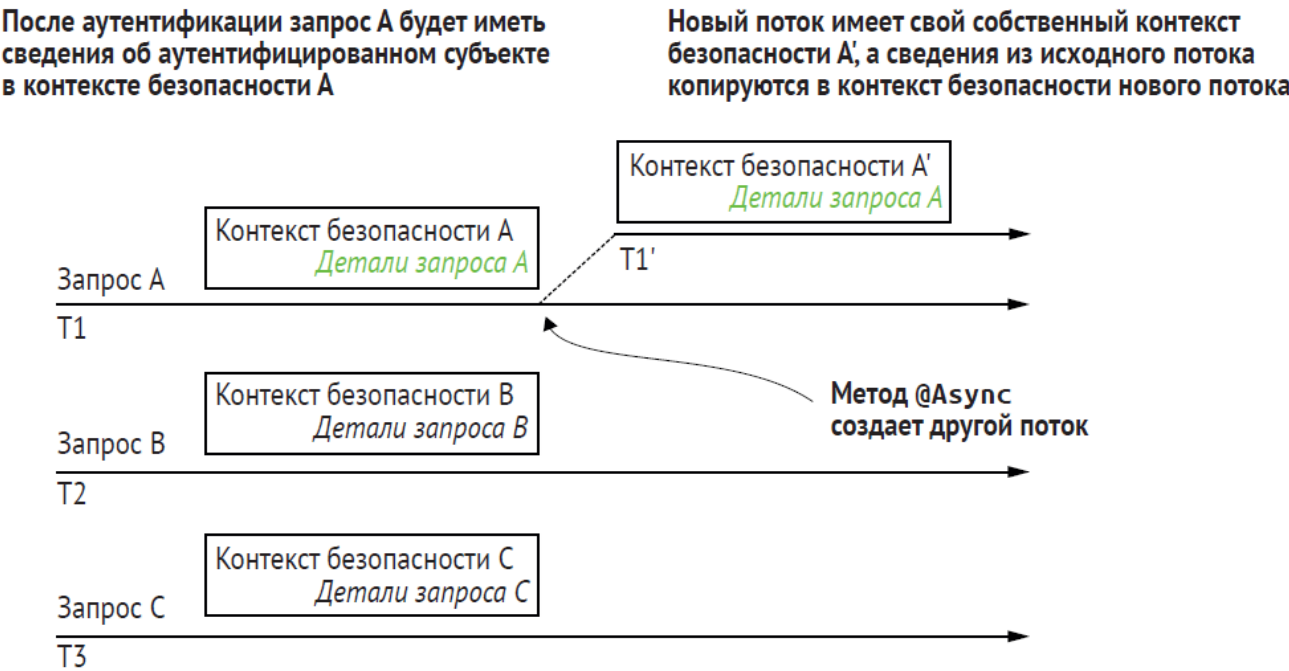 После аутентификации запрос A будет иметь
сведения об аутентифицированном субъекте
в контексте безопасности A
Новый поток имеет свой собственный контекст
безопасности A', а сведения из исходного потока
копируются в контекст безопасности нового потока
Контекст безопасности A'
Детали запроса A
Контекст безопасности A
Детали запроса A
T1'
Запрос A
T1
Контекст безопасности B
Детали запроса B
Метод @Async
создает другой поток
Запрос B
T2
Контекст безопасности C
Детали запроса C
Запрос C
T3